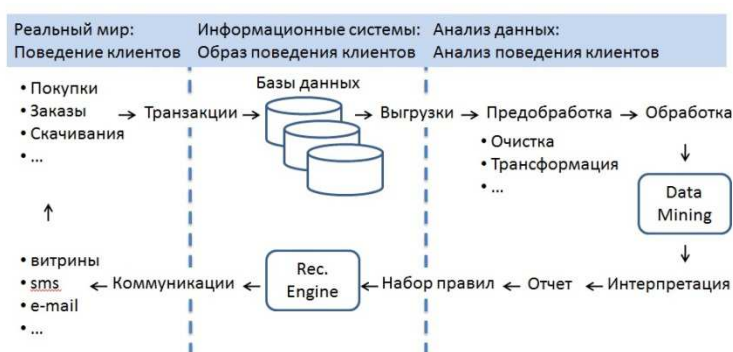 Реальный мир:
Поведение клиентов
Информационные системы:
Образ поведения клиентов
Анализ данных:
Анализ поведения клиентов
• Покупки
• Заказы
• Скачивания
• ...
→ Транзакции →
Базы данных
→ Выгрузки → Предобработка → Обработка
• Очистка
• Трансформация
• ...
Data
Mining
Интерпретация
← Отчет ←
← Набор правил
Rec.
Engine
← Коммуникации ←
• витрины
• sms
• e-mail
• ...